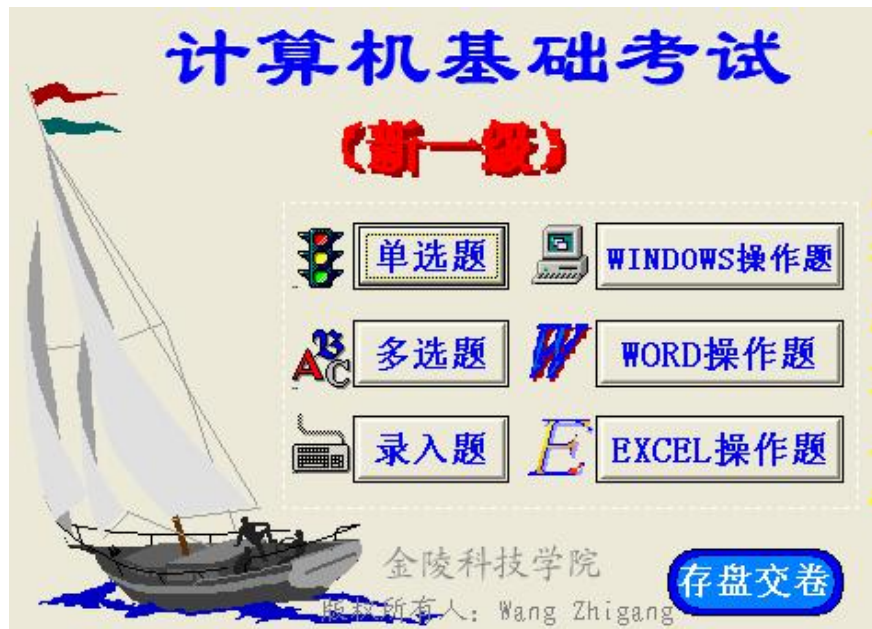 计算机基础考试
(新一级)
单选题
WINDOWS操作题
多选题
WORD操作题
录入题
EXCEL操作题
金陵科技学院
存盘交卷
版权所有人: Wang Zhigang